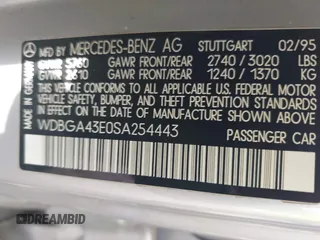 MFD. BY MERCEDES-BENZ AG STUTTGART 02/95
MADE IN GERMANY
GVWR 5760 GAWR FRONT/REAR 2740 / 3020 LBS
GVWR 2610 GAWR FRONT/REAR 1240 / 1370 KG
THIS VEHICLE CONFORMS TO ALL APPLICABLE U.S. FEDERAL MOTOR
VEHICLE SAFETY, BUMPER, AND THEFT PREVENTION STANDARDS
IN EFFECT ON THE DATE OF MANUFACTURE SHOWN ABOVE.
WDBGA43E0SA254443 PASSENGER CAR
DREAMBID